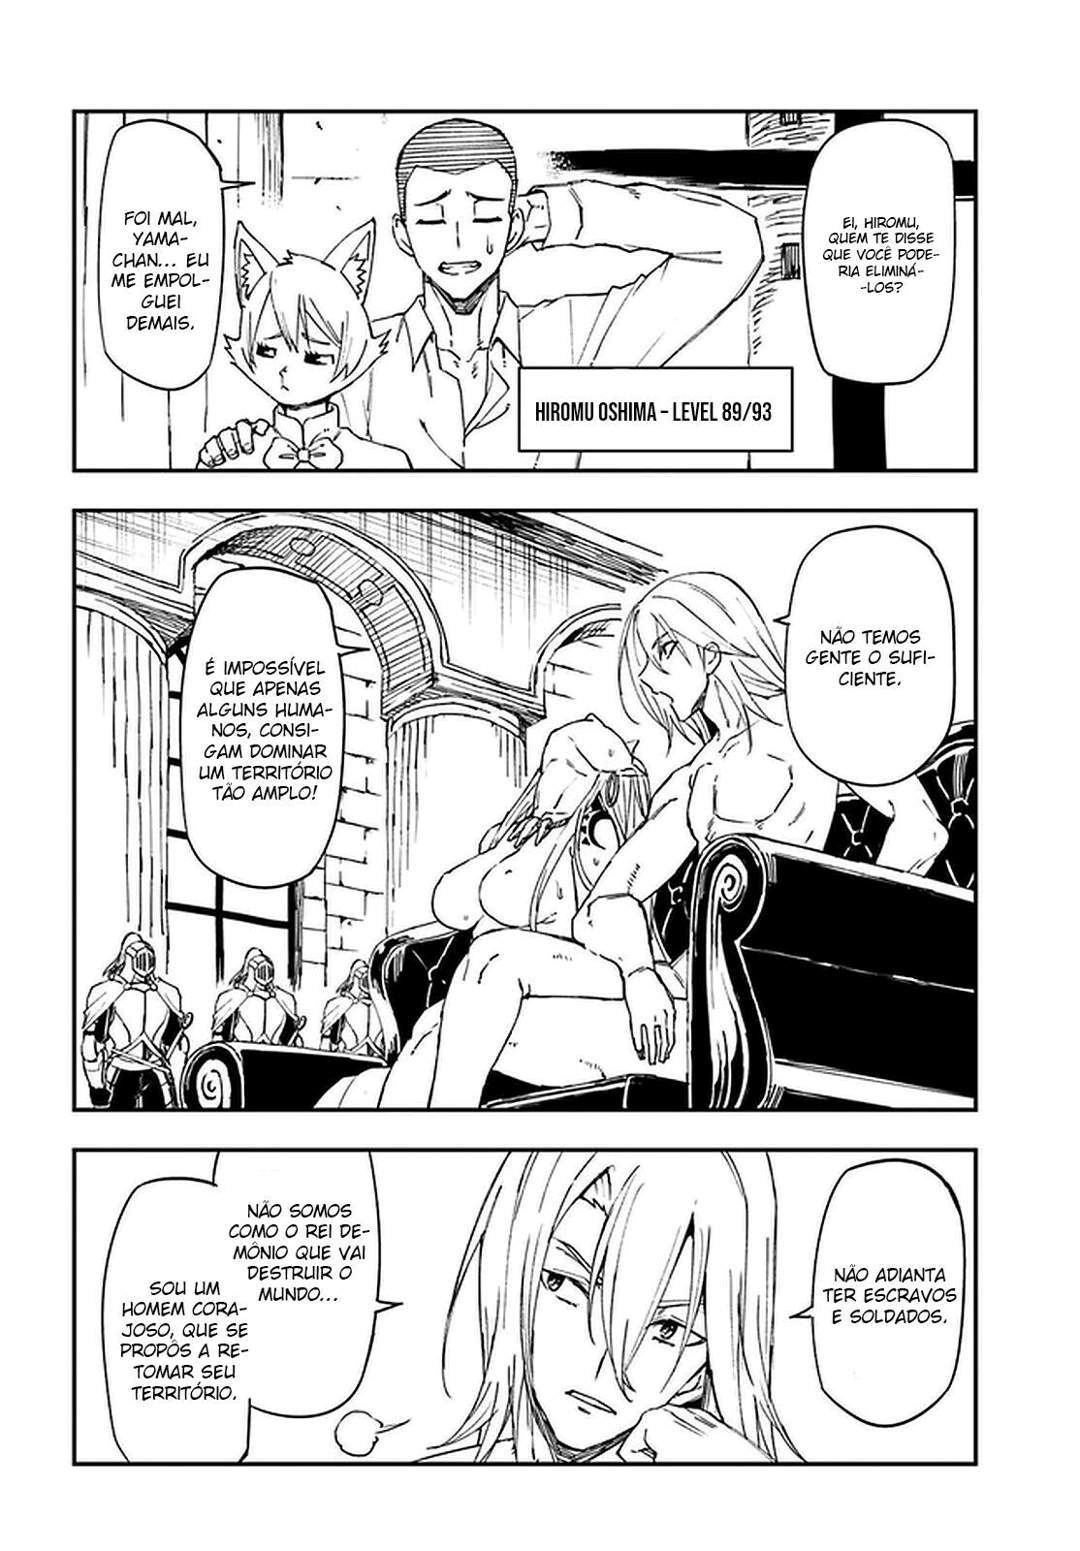 EI, HIROMU,
QUEM TE DISSE
QUE VOCÊ PODE-
RIA ELIMINÁ-
-LOS?
FOI MAL,
YAMA-
CHAN... EU
ME EMPOL-
GUEI
DEMAIS.
HIROMU OSHIMA - LEVEL 89/93
NÃO TEMOS
GENTE O SUFI-
CIENTE.
É IMPOSSÍVEL
QUE APENAS
ALGUNS HUMA-
NOS, CONSI-
GAM DOMINAR
UM TERRITÓRIO
TÃO AMPLO!
NÃO ADIANTA
TER ESCRAVOS
E SOLDADOS.
NÃO SOMOS
COMO O REI DE-
MÔNIO QUE VAI
DESTRUIR O
MUNDO...
SOU UM
HOMEM CORA-
JOSO, QUE SE
PROPÔS A RE-
TOMAR SEU
TERRITÓRIO.